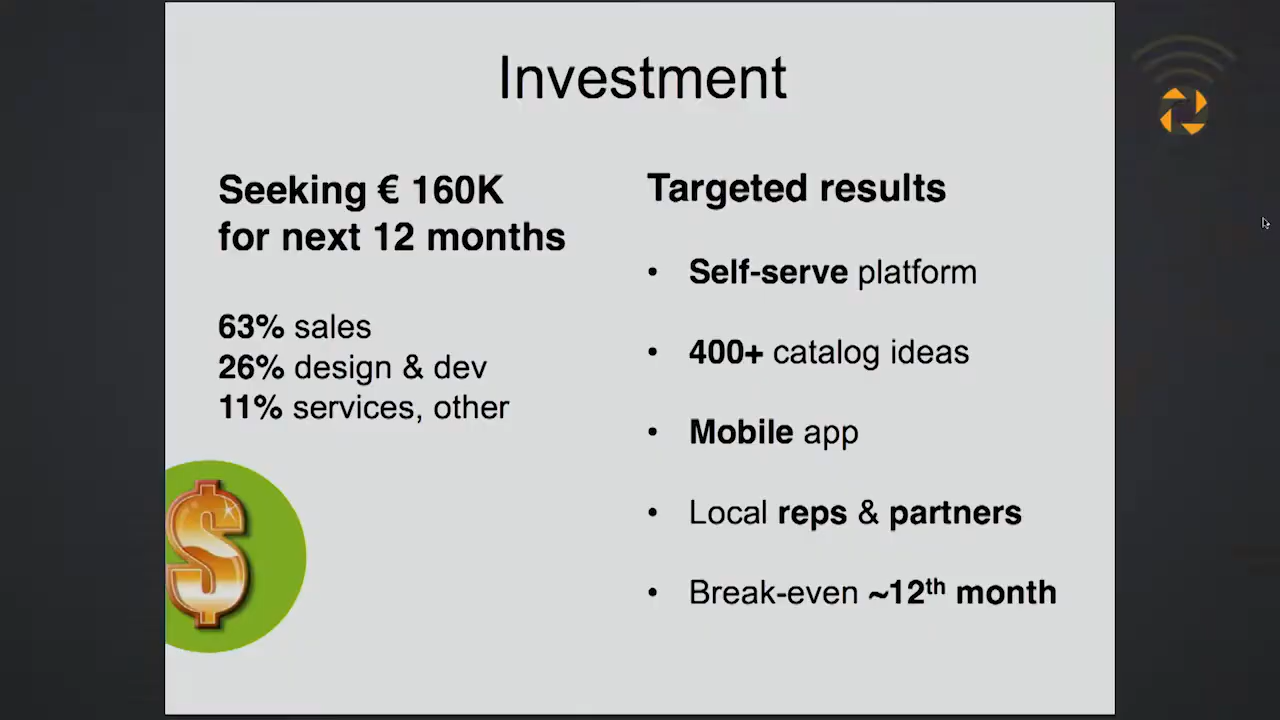 Investment
Seeking € 160K
for next 12 months
63% sales
26% design & dev
11% services, other
$
Targeted results
• Self-serve platform
• 400+ catalog ideas
• Mobile app
• Local reps & partners
• Break-even ~12th month